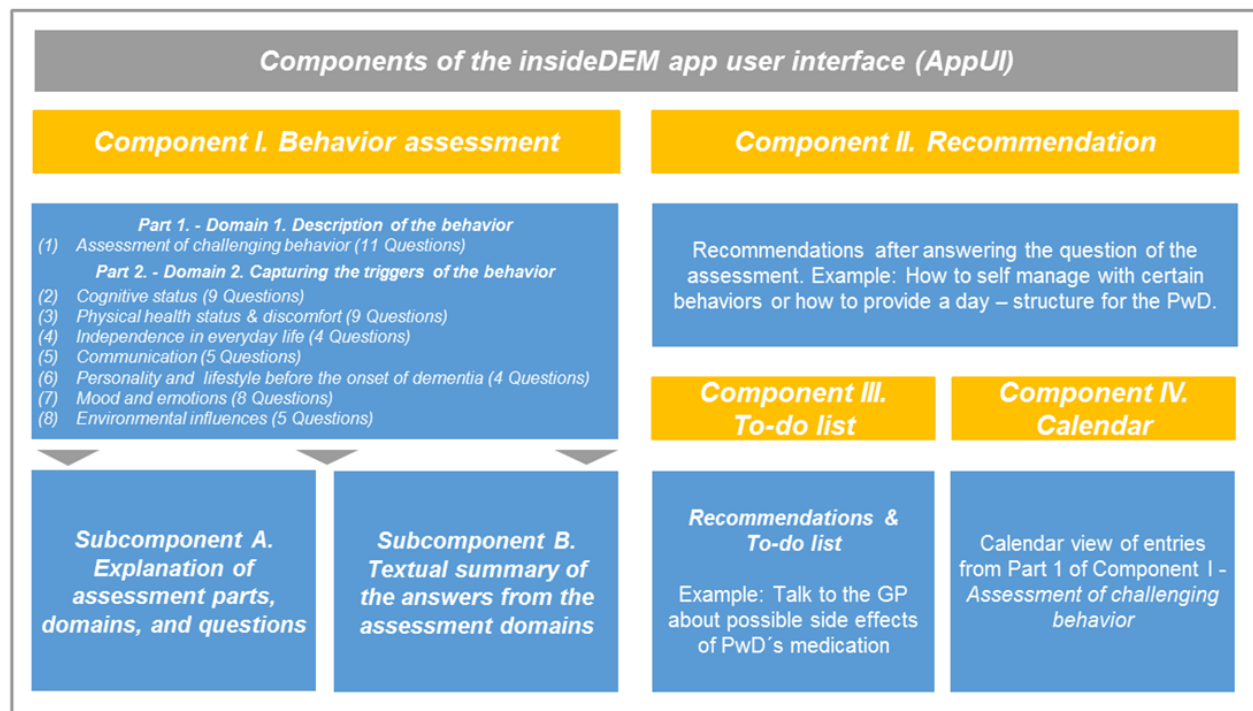 Components of the insideDEM app user interface (AppUI)
Component I. Behavior assessment
Part 1. - Domain 1. Description of the behavior
(1) Assessment of challenging behavior (11 Questions)
Part 2. - Domain 2. Capturing the triggers of the behavior
(2) Cognitive status (9 Questions)
(3) Physical health status & discomfort (9 Questions)
(4) Independence in everyday life (4 Questions)
(5) Communication (5 Questions)
(6) Personality and lifestyle before the onset of dementia (4 Questions)
(7) Mood and emotions (8 Questions)
(8) Environmental influences (5 Questions)
Subcomponent A.
Explanation of
assessment parts,
domains, and questions
Subcomponent B.
Textual summary of
the answers from the
assessment domains
Component II. Recommendation
Recommendations after answering the question of the
assessment. Example: How to self manage with certain
behaviors or how to provide a day – structure for the PwD.
Component III.
To-do list
Recommendations &
To-do list
Example: Talk to the GP
about possible side effects
of PwD´s medication
Component IV.
Calendar
Calendar view of entries
from Part 1 of Component I -
Assessment of challenging
behavior